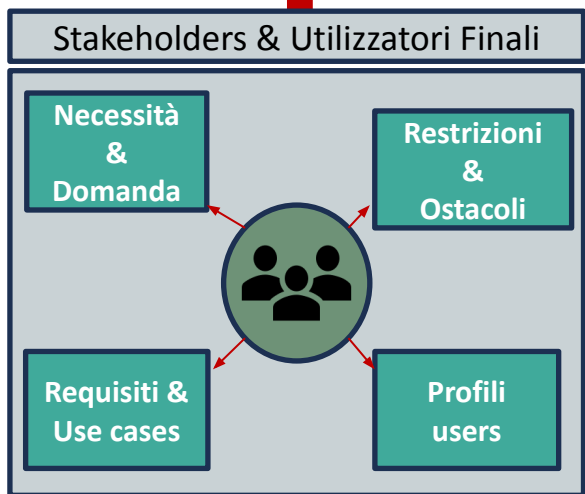 Stakeholders & Utilizzatori Finali
Necessità
&
Domanda
Restrizioni
&
Ostacoli
Requisiti &
Use cases
Profili
users